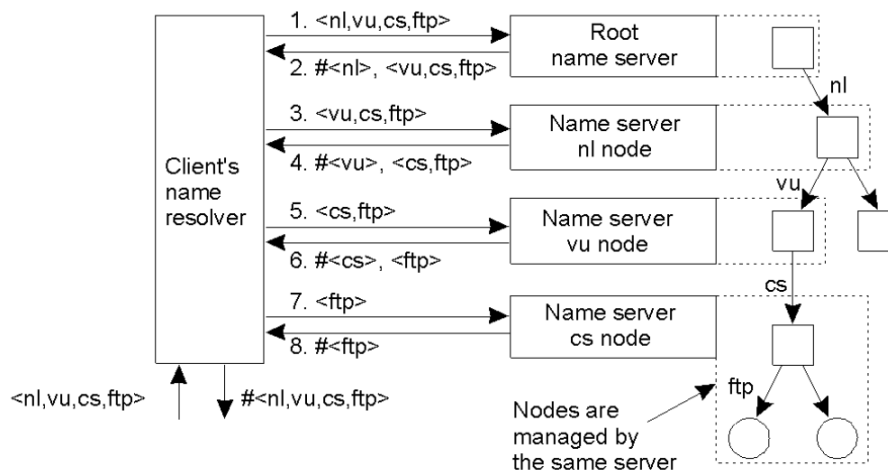 1. <nl,vu,cs,ftp>
2. #<nl>, <vu,cs,ftp>
Root
name server
nl
3. <vu,cs,ftp>
4. #<vu>, <cs,ftp>
Name server
nl node
Client's
name
resolver
vu
5. <cs,ftp>
6. #<cs>, <ftp>
Name server
vu node
cs
7. <ftp>
8. #<ftp>
Name server
cs node
ftp
<nl,vu,cs,ftp>
#<nl,vu,cs,ftp>
Nodes are
managed by
the same server